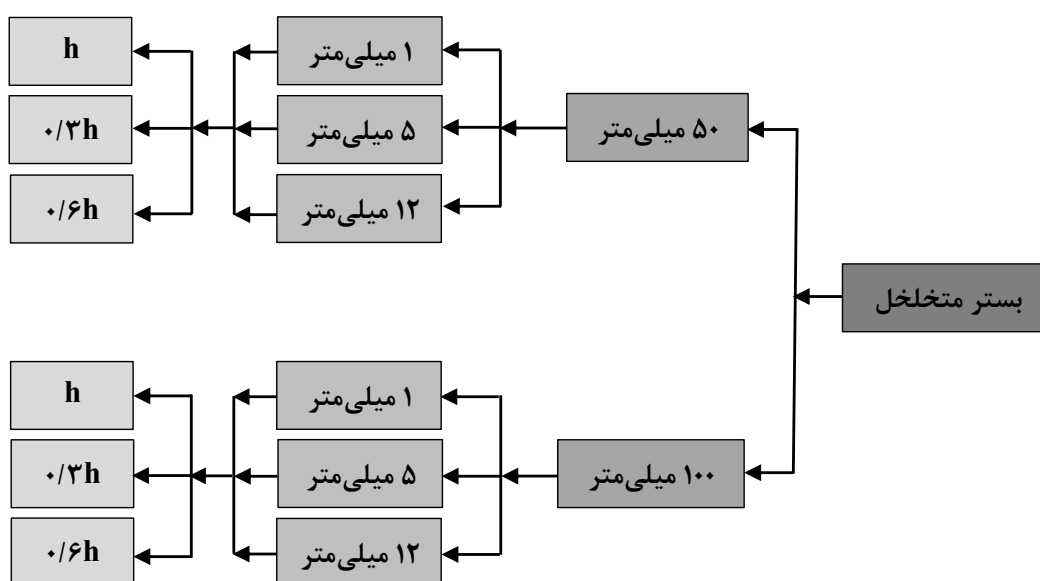 بستر متخلخل
۵۰ میلی‌متر
۱ میلی‌متر
۵ میلی‌متر
۱۲ میلی‌متر
h
۰/۳h
۰/۶h
۱۰۰ میلی‌متر
۱ میلی‌متر
۵ میلی‌متر
۱۲ میلی‌متر
h
۰/۳h
۰/۶h